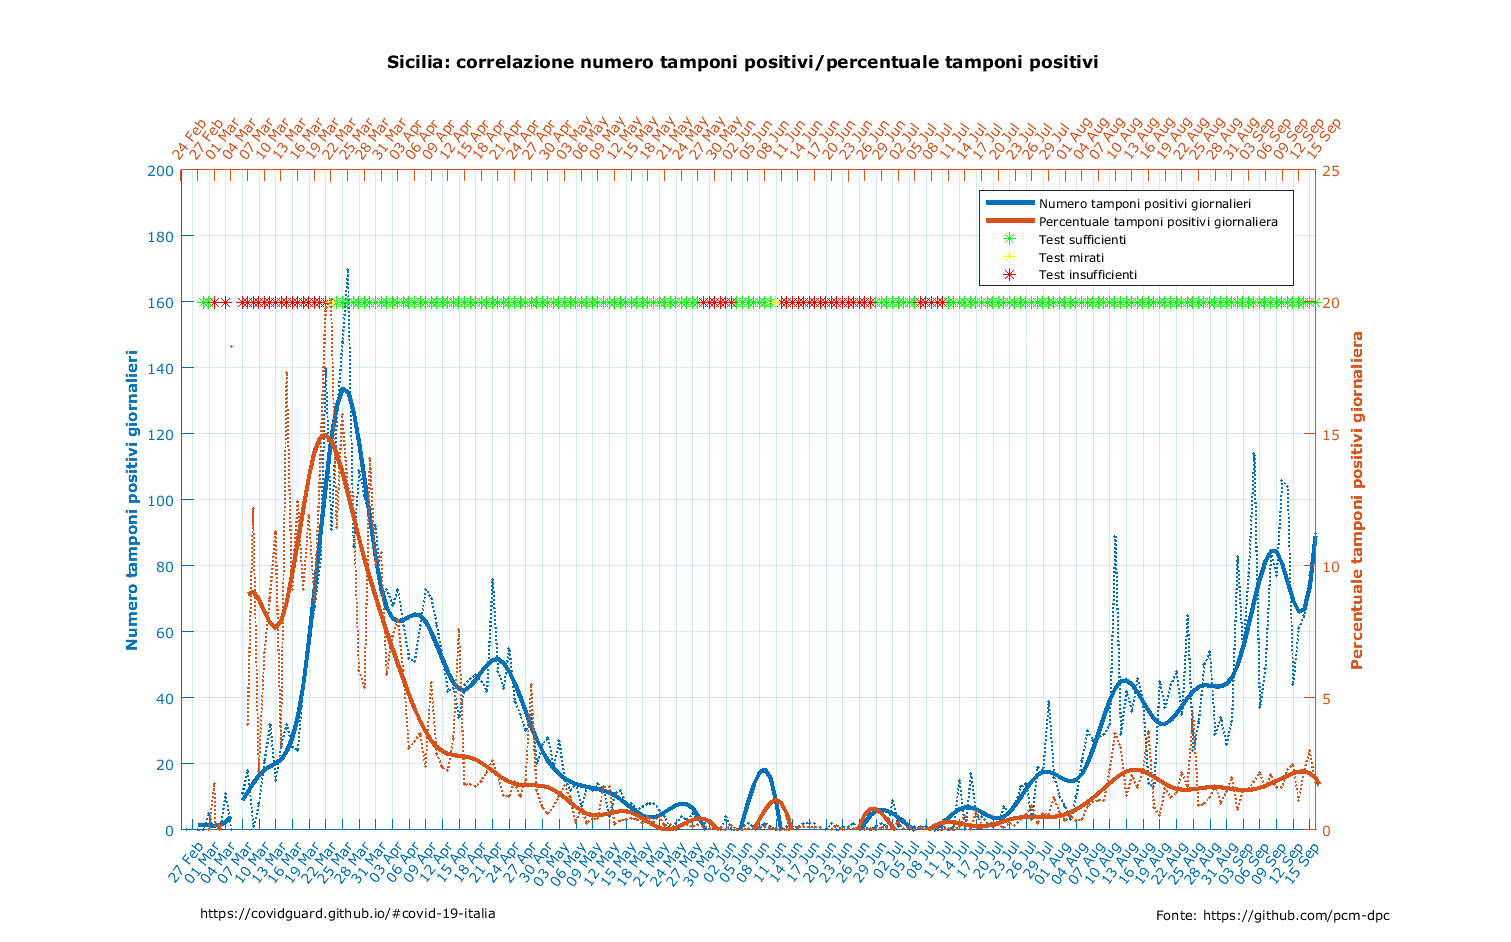 Sicilia: correlazione numero tamponi positivi/percentuale tamponi positivi
24 Feb
27 Feb
01 Mar
04 Mar
07 Mar
10 Mar
13 Mar
16 Mar
19 Mar
22 Mar
25 Mar
28 Mar
31 Mar
03 Apr
06 Apr
09 Apr
12 Apr
15 Apr
18 Apr
21 Apr
24 Apr
27 Apr
30 Apr
03 May
06 May
09 May
12 May
15 May
18 May
21 May
24 May
27 May
30 May
02 Jun
05 Jun
08 Jun
11 Jun
14 Jun
17 Jun
20 Jun
23 Jun
26 Jun
29 Jun
02 Jul
05 Jul
08 Jul
11 Jul
14 Jul
17 Jul
20 Jul
23 Jul
26 Jul
29 Jul
01 Aug
04 Aug
07 Aug
10 Aug
13 Aug
16 Aug
19 Aug
22 Aug
25 Aug
28 Aug
31 Aug
03 Sep
06 Sep
09 Sep
12 Sep
15 Sep
Numero tamponi positivi giornalieri
200
180
160
140
120
100
80
60
40
20
0
Numero tamponi positivi giornalieri
Percentuale tamponi positivi giornaliera
Test sufficienti
Test mirati
Test insufficienti
25
20
15
10
5
0
Percentuale tamponi positivi giornaliera
27 Feb
01 Mar
04 Mar
07 Mar
10 Mar
13 Mar
16 Mar
19 Mar
22 Mar
25 Mar
28 Mar
31 Mar
03 Apr
06 Apr
09 Apr
12 Apr
15 Apr
18 Apr
21 Apr
24 Apr
27 Apr
30 Apr
03 May
06 May
09 May
12 May
15 May
18 May
21 May
24 May
27 May
30 May
02 Jun
05 Jun
08 Jun
11 Jun
14 Jun
17 Jun
20 Jun
23 Jun
26 Jun
29 Jun
02 Jul
05 Jul
08 Jul
11 Jul
14 Jul
17 Jul
20 Jul
23 Jul
26 Jul
29 Jul
01 Aug
04 Aug
07 Aug
10 Aug
13 Aug
16 Aug
19 Aug
22 Aug
25 Aug
28 Aug
31 Aug
03 Sep
06 Sep
09 Sep
12 Sep
15 Sep
https://covidguard.github.io/#covid-19-italia
Fonte: https://github.com/pcm-dpc